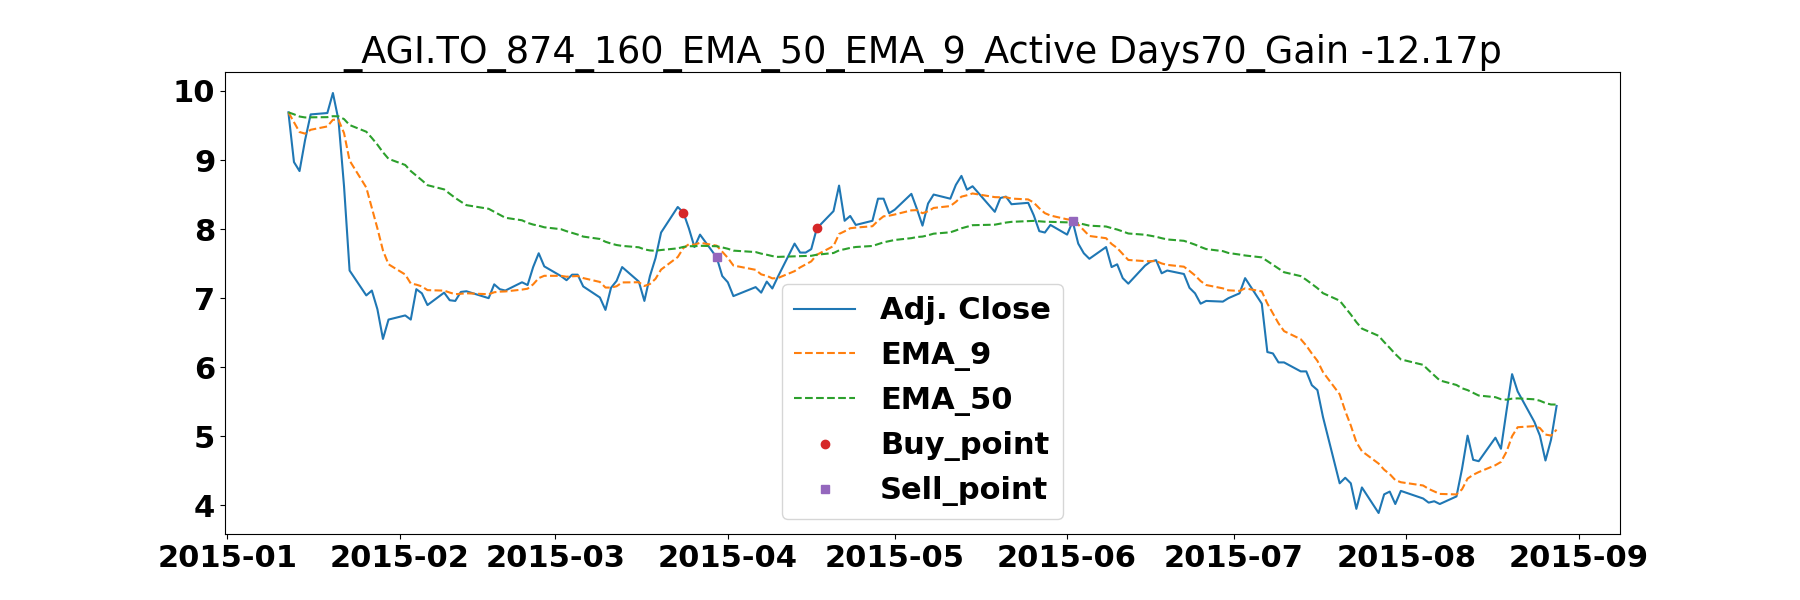 _AGI.TO_874_160_EMA_50_EMA_9_Active Days70_Gain -12.17p
10
9
8
7
6
5
4
Adj. Close
EMA_9
EMA_50
Buy_point
Sell_point
2015-01 2015-02 2015-03 2015-04 2015-05 2015-06 2015-07 2015-08 2015-09